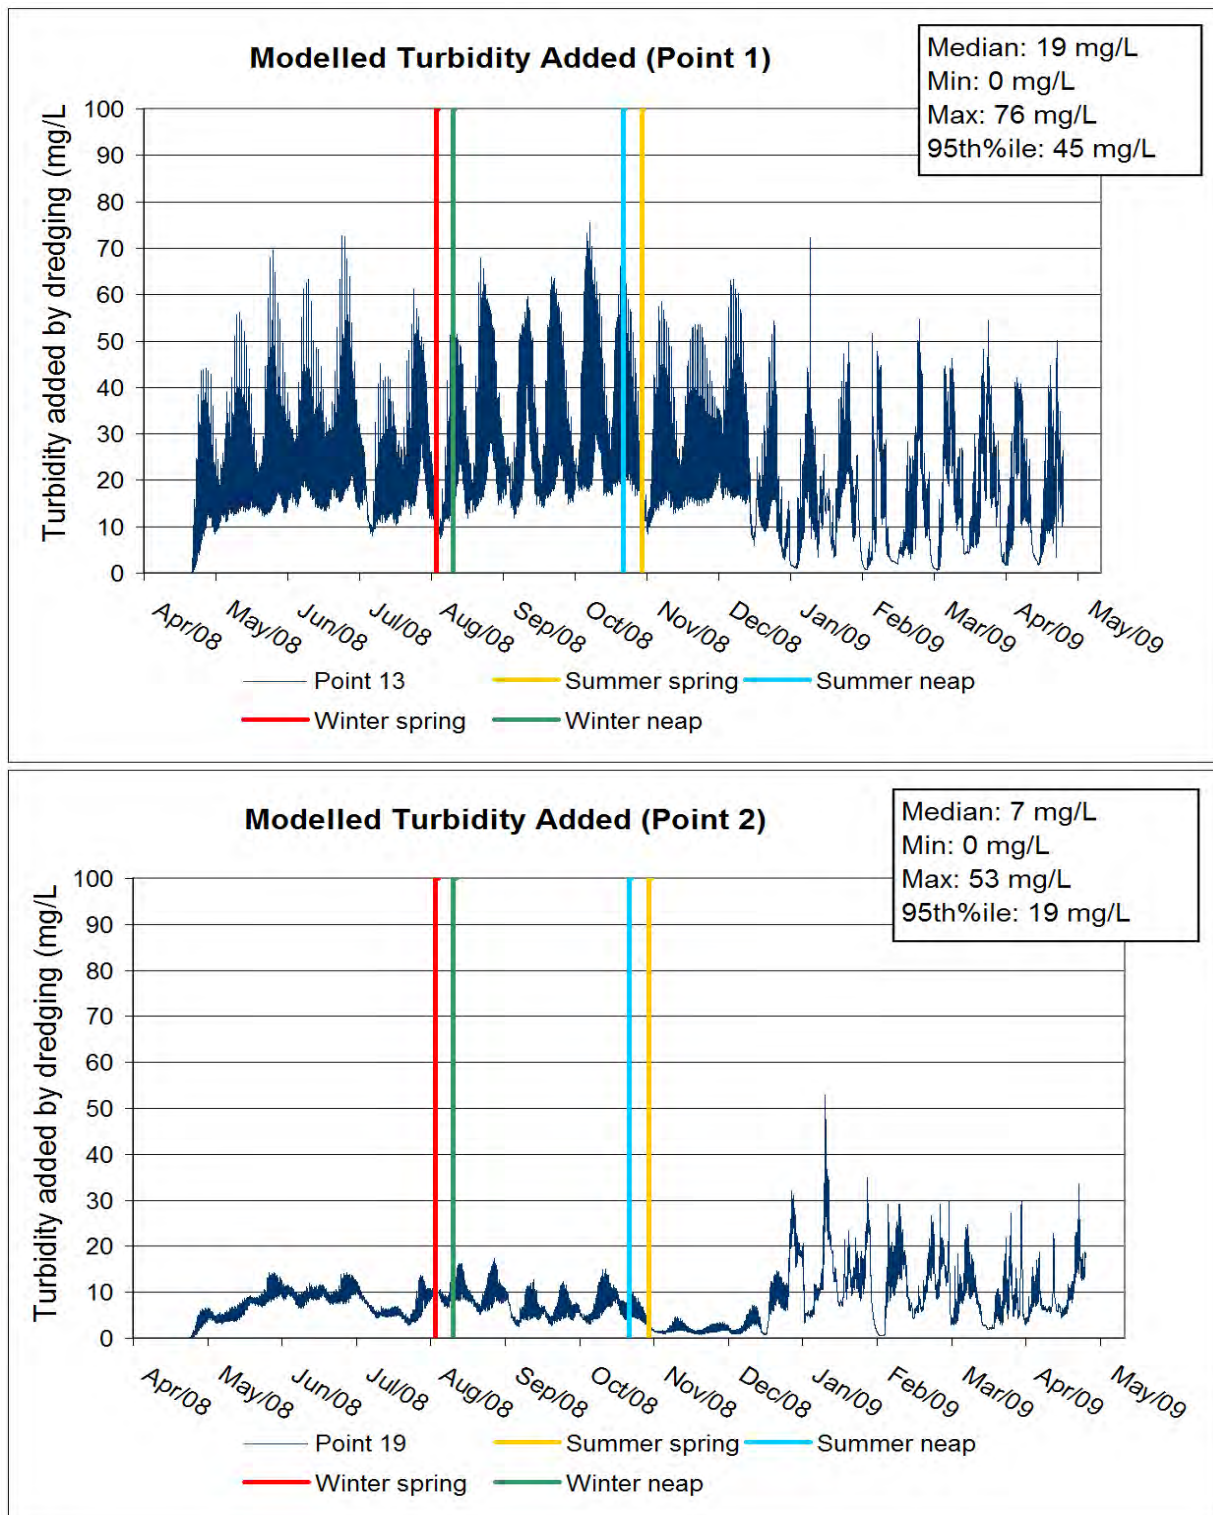 Modelled Turbidity Added (Point 1)
Median: 19 mg/L
Min: 0 mg/L
Max: 76 mg/L
95th%ile: 45 mg/L
Turbidity added by dredging (mg/L
100
90
80
70
60
50
40
30
20
10
0
Apr/08 May/08 Jun/08 Jul/08 Aug/08 Sep/08 Oct/08 Nov/08 Dec/08 Jan/09 Feb/09 Mar/09 Apr/09 May/09
Point 13 Summer spring Summer neap
Winter spring Winter neap
Modelled Turbidity Added (Point 2)
Median: 7 mg/L
Min: 0 mg/L
Max: 53 mg/L
95th%ile: 19 mg/L
Turbidity added by dredging (mg/L
100
90
80
70
60
50
40
30
20
10
0
Apr/08 May/08 Jun/08 Jul/08 Aug/08 Sep/08 Oct/08 Nov/08 Dec/08 Jan/09 Feb/09 Mar/09 Apr/09 May/09
Point 19 Summer spring Summer neap
Winter spring Winter neap